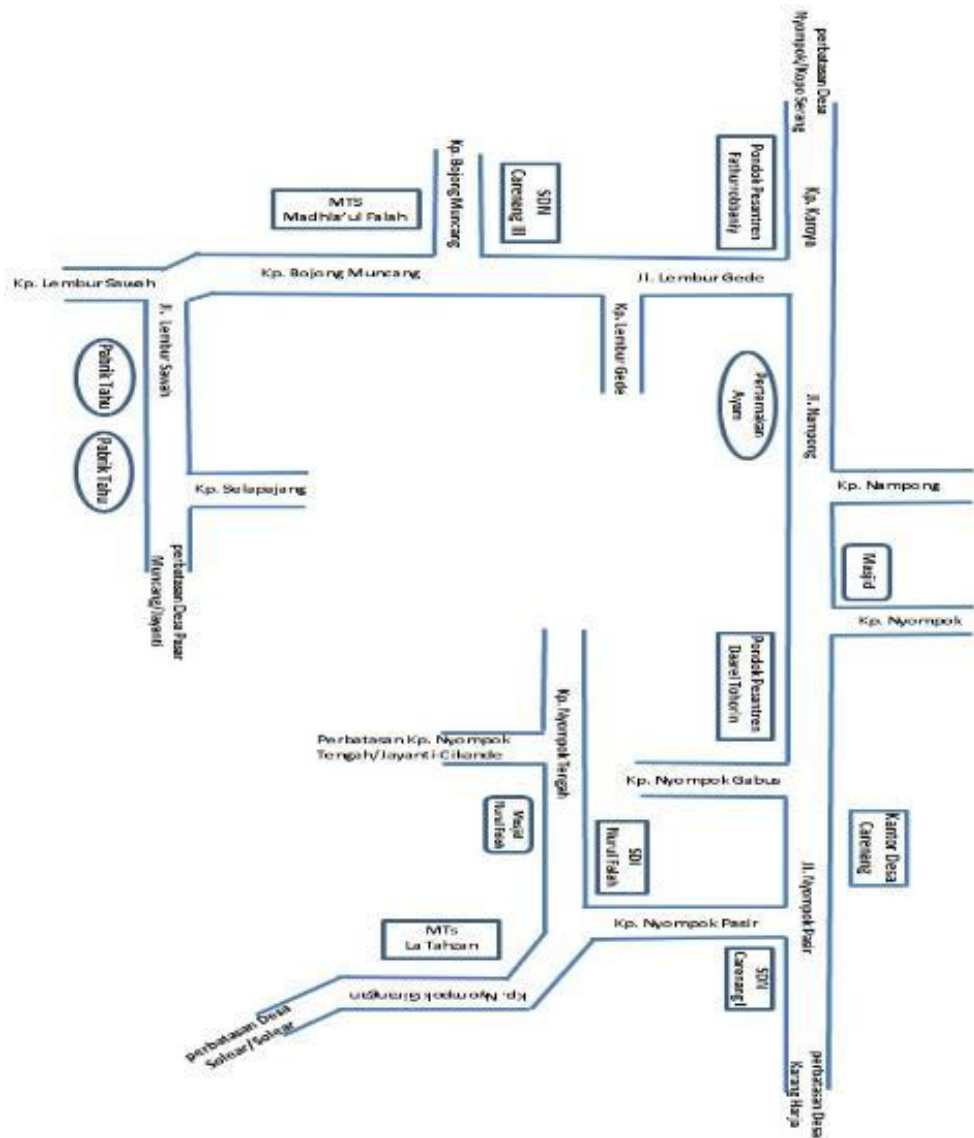 perbatasan Desa
Nyompok/Kopo Serang
Kp. Karoya
Pondok Pesantren
Fathurrobbaniy
SDN
Carenang III
Kp. Bojong Muncang
MTS
Madhla'ul Falah
Kp. Bojong Muncang
Jl. Lembur Gede
Kp. Lembur Sawah
Jl. Lembur Sawah
Kp. Lembur Gede
Pabrik Tahu
Pabrik Tahu
Peternakan
Ayam
Jl. Nampong
Kp. Nampong
Kp. Selapajang
perbatasan Desa Pasar
Muncang/Jayanti
Masjid
Kp. Nyompok
Pondok Pesantren
Daarel Tohorin
Kp. Nyompok Tengah
Perbatasan Kp. Nyompok
Tengah/Jayanti-Cikande
Kp. Nyompok Gabus
Masjid
Nurul Falah
SDI
Nurul Falah
Kantor Desa
Carenang
Jl. Nyompok Pasir
Kp. Nyompok Pasir
MTs
La Tahzan
SDN
Carenang I
Kp. Nyompok Girangan
perbatasan Desa
Solear/Solear
perbatasan Desa
Karang Harja